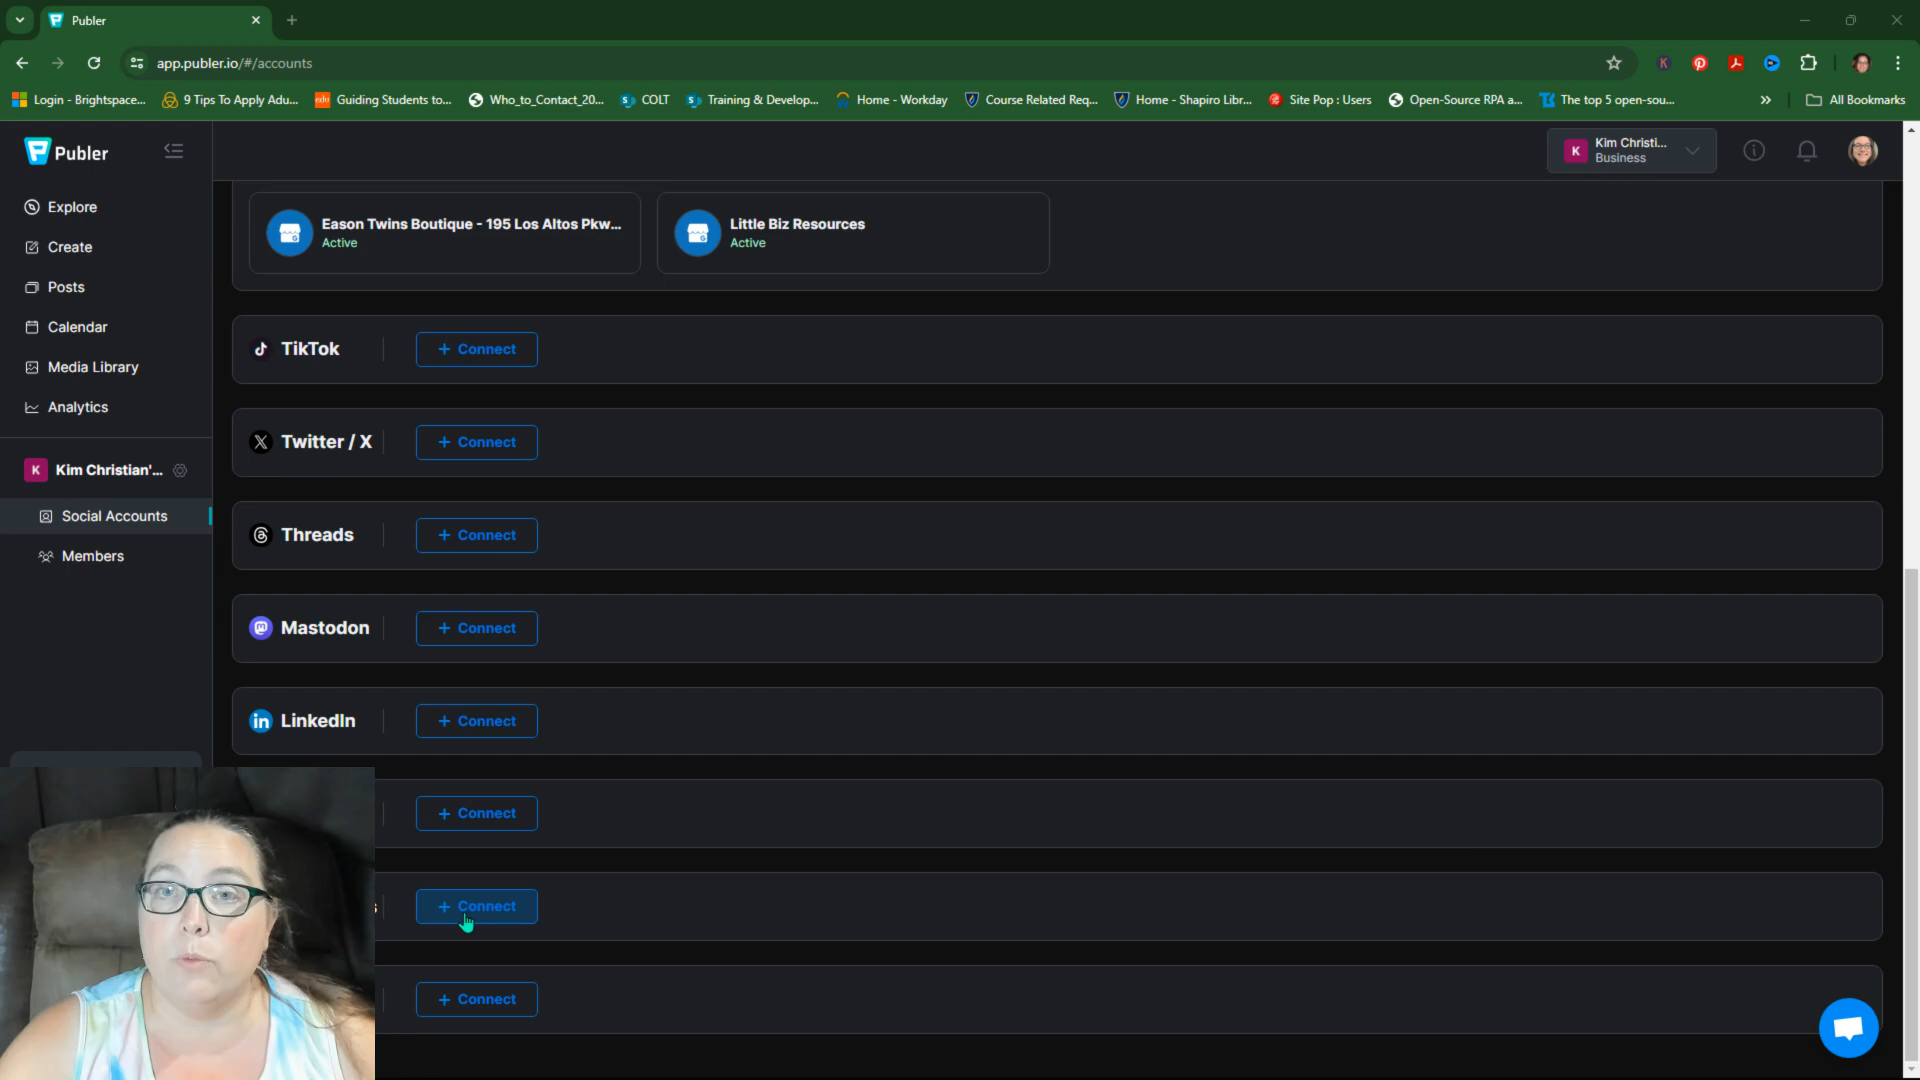 Publer
app.publer.io/#/accounts
Login - Brightspace...
9 Tips To Apply Adu...
edu
Guiding Students to...
Who_to_Contact_20...
COLT
Training & Develop...
Home - Workday
Course Related Req...
Home - Shapiro Libr...
Site Pop : Users
Open-Source RPA a...
The top 5 open-sou...
All Bookmarks
Publer
K
Kim Christi...
Business
Explore
Create
Posts
Calendar
Media Library
Analytics
K
Kim Christian'...
Social Accounts
Members
Eason Twins Boutique - 195 Los Altos Pkw...
Active
Little Biz Resources
Active
TikTok
+ Connect
Twitter / X
+ Connect
Threads
+ Connect
Mastodon
+ Connect
in LinkedIn
+ Connect
+ Connect
+ Connect
+ Connect